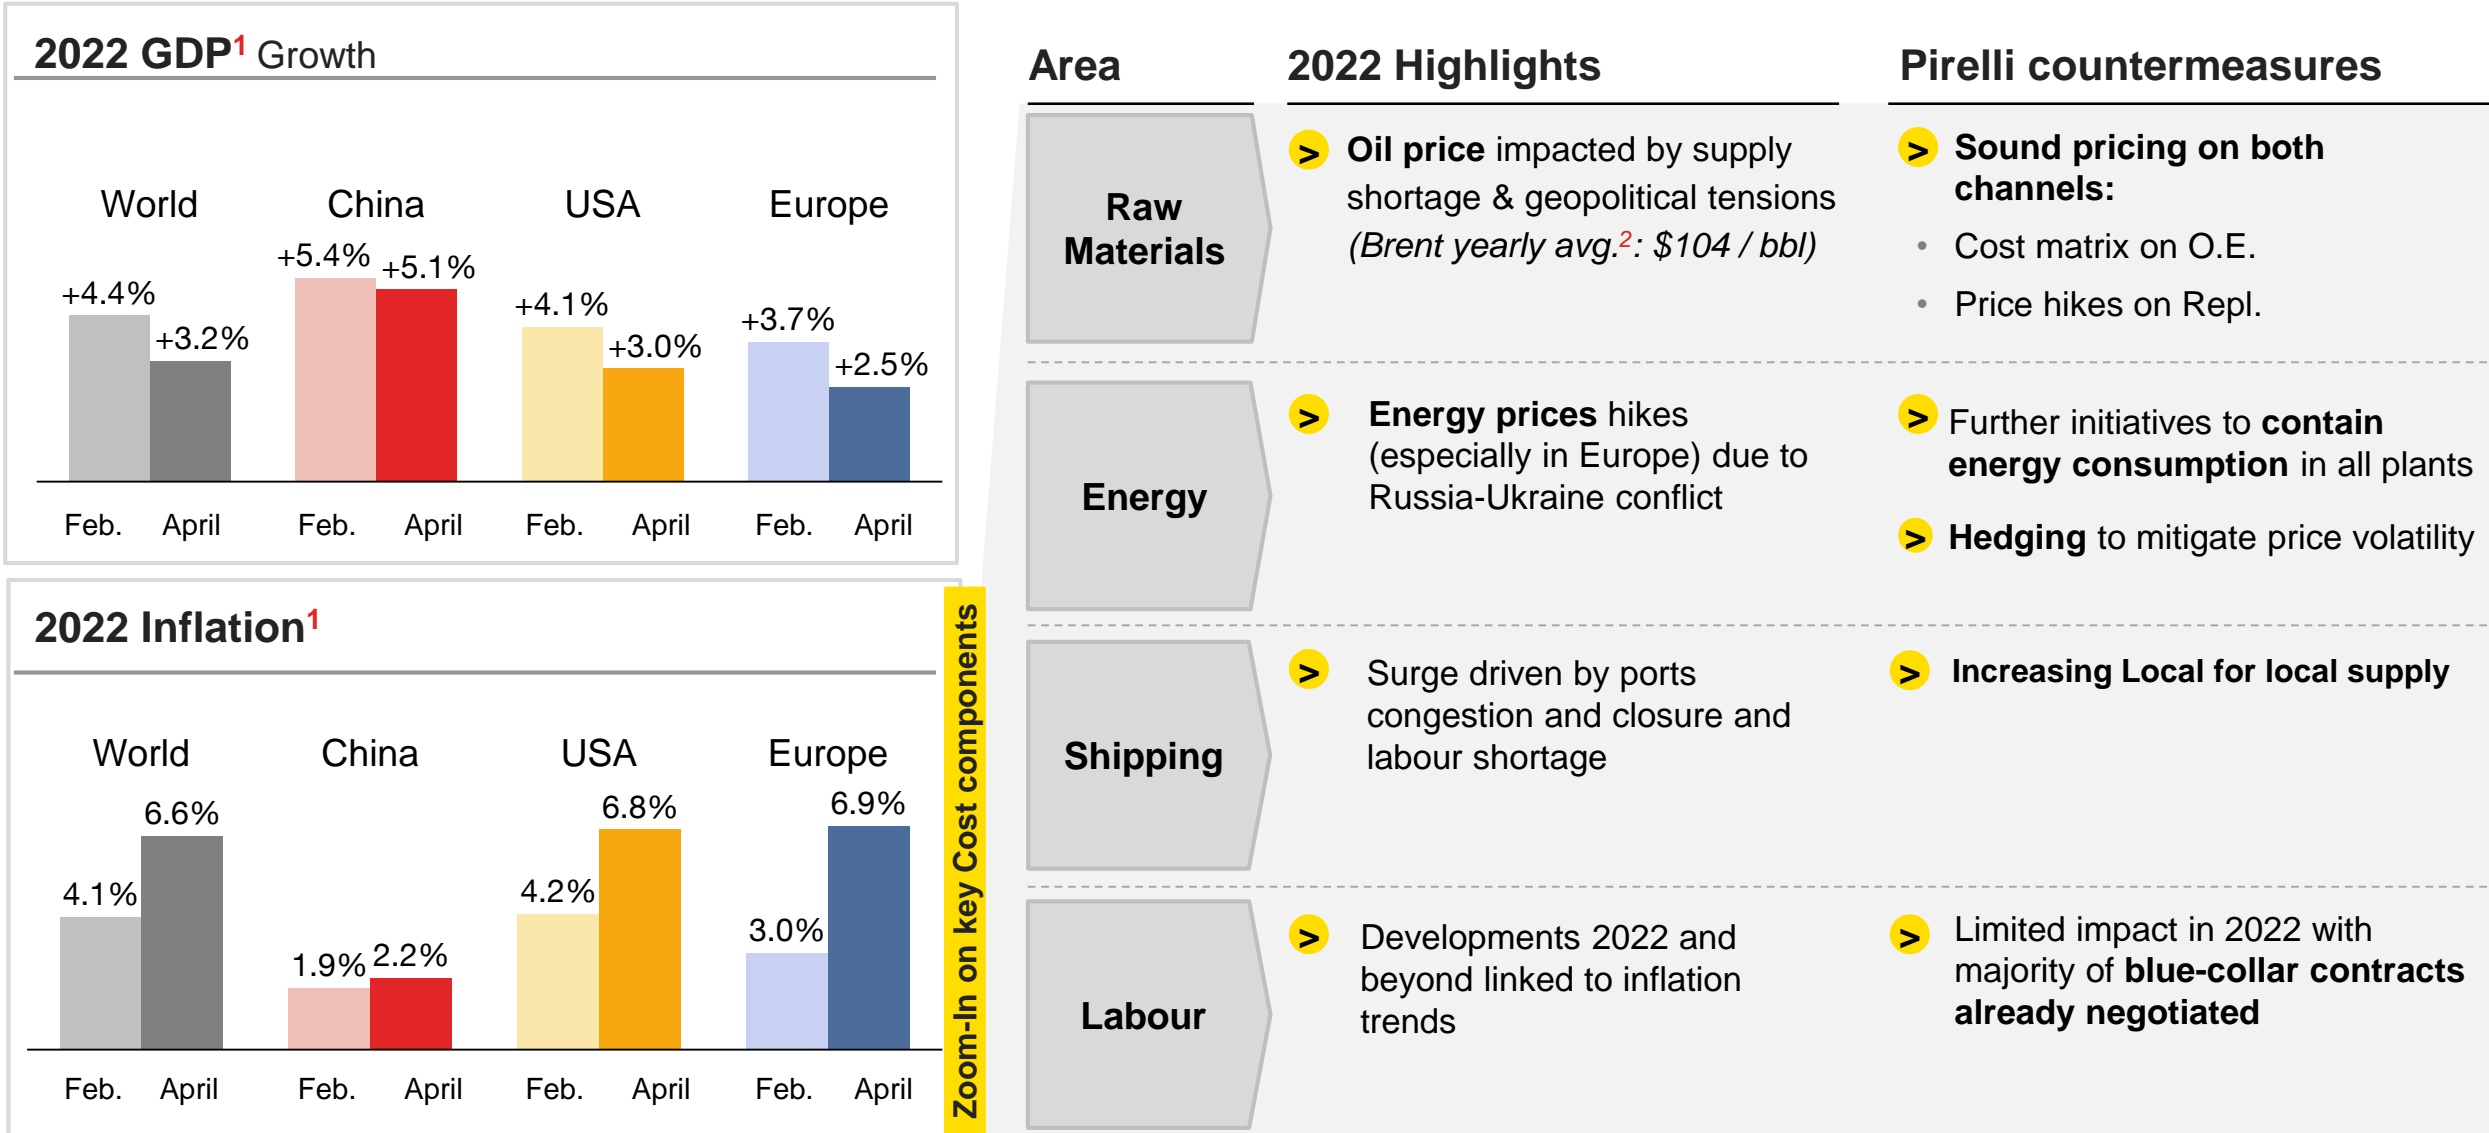 2022 GDP1 Growth
World China USA Europe
+4.4% +3.2% +5.4% +5.1% +4.1% +3.0% +3.7% +2.5%
Feb. April Feb. April Feb. April Feb. April
2022 Inflation1
World China USA Europe
4.1% 6.6% 1.9% 2.2% 4.2% 6.8% 3.0% 6.9%
Feb. April Feb. April Feb. April Feb. April
Zoom-In on key Cost components
Area 2022 Highlights Pirelli countermeasures
Raw
Materials
> Oil price impacted by supply
shortage & geopolitical tensions
(Brent yearly avg.2: $104 / bbl)
> Sound pricing on both
channels:
• Cost matrix on O.E.
• Price hikes on Repl.
Energy
> Energy prices hikes
(especially in Europe) due to
Russia-Ukraine conflict
> Further initiatives to contain
energy consumption in all plants
> Hedging to mitigate price volatility
Shipping
> Surge driven by ports
congestion and closure and
labour shortage
> Increasing Local for local supply
Labour
> Developments 2022 and
beyond linked to inflation
trends
> Limited impact in 2022 with
majority of blue-collar contracts
already negotiated